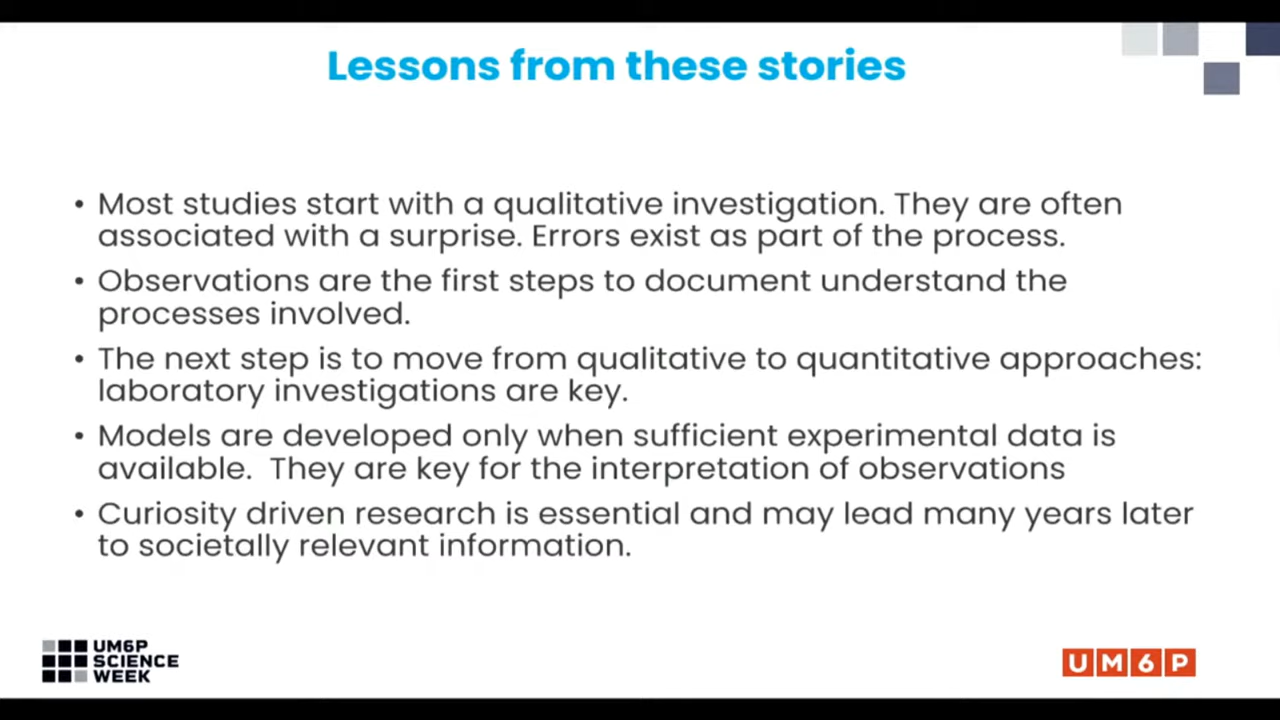 Lessons from these stories
• Most studies start with a qualitative investigation. They are often
associated with a surprise. Errors exist as part of the process.
• Observations are the first steps to document understand the
processes involved.
• The next step is to move from qualitative to quantitative approaches:
laboratory investigations are key.
• Models are developed only when sufficient experimental data is
available.  They are key for the interpretation of observations
• Curiosity driven research is essential and may lead many years later
to societally relevant information.
UM6P
SCIENCE
WEEK
UM6P